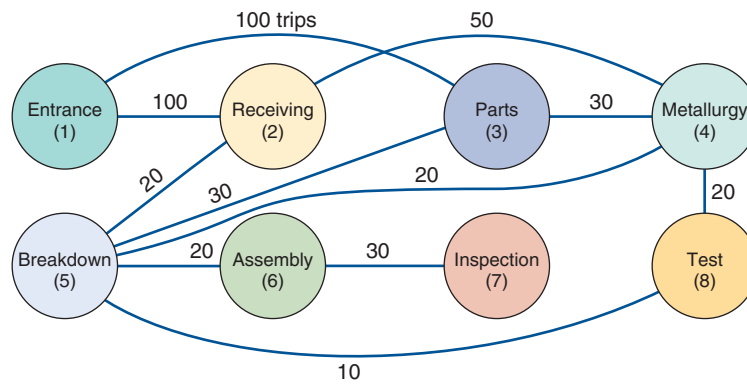 100 trips
50
Entrance
(1)
100
Receiving
(2)
Parts
(3)
30
Metallurgy
(4)
20
30
20
20
Breakdown
(5)
20
Assembly
(6)
30
Inspection
(7)
Test
(8)
10